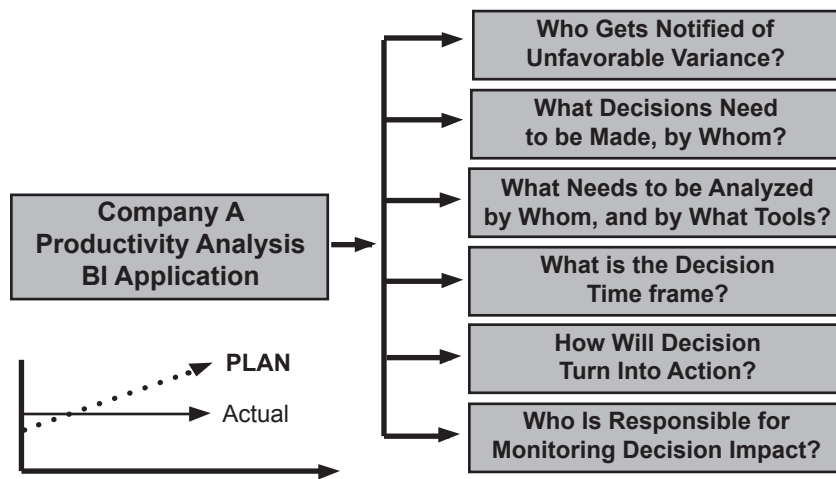 Who Gets Notified of
Unfavorable Variance?
What Decisions Need
to be Made, by Whom?
What Needs to be Analyzed
by Whom, and by What Tools?
Company A
Productivity Analysis
BI Application
What is the Decision
Time frame?
How Will Decision
Turn Into Action?
PLAN
Actual
Who Is Responsible for
Monitoring Decision Impact?